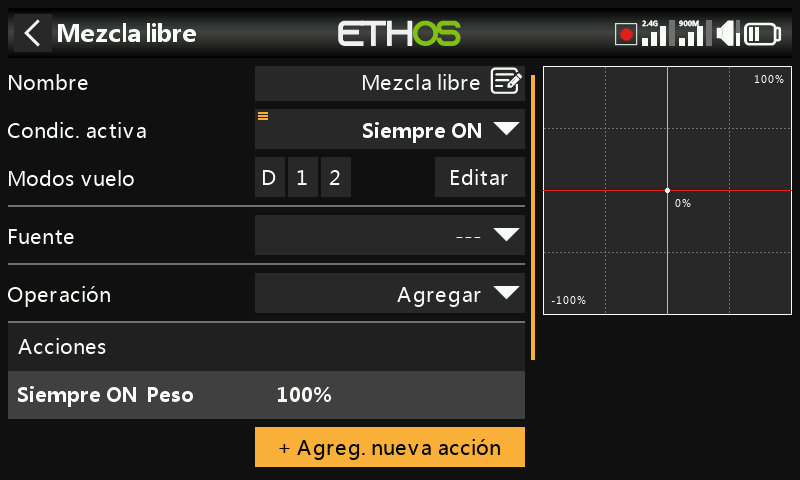 Mezcla libre
ETHOS
2.4G
900M
Nombre
Mezcla libre
Condic. activa
Siempre ON
Modos vuelo
D 1 2
Editar
Fuente
---
Operación
Agregar
Acciones
Siempre ON Peso 100%
+ Agreg. nueva acción
100%
0%
-100%